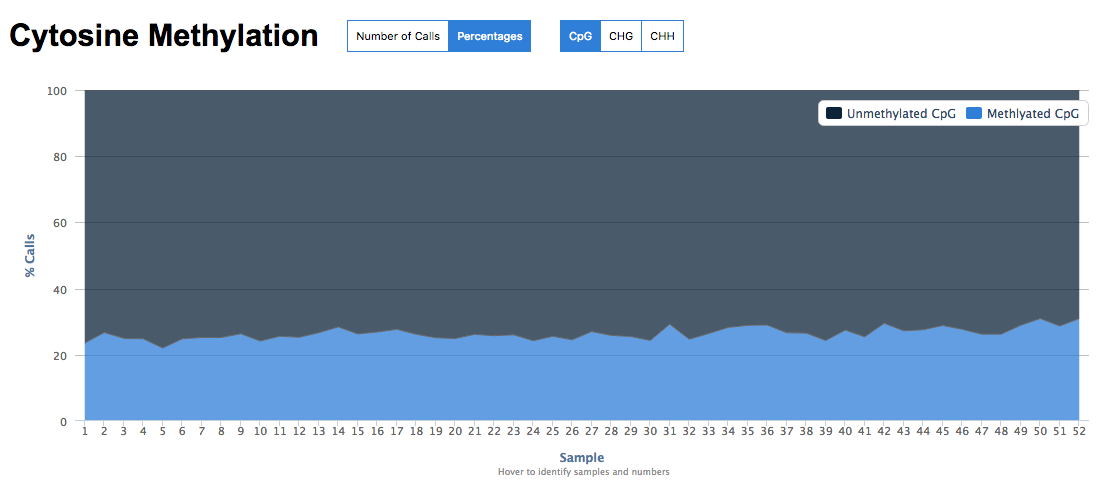 Cytosine Methylation Number of Calls Percentages CpG CHG CHH
100
Unmethylated CpG Methlyated CpG
80
60
% Calls
40
20
0
1 2 3 4 5 6 7 8 9 10 11 12 13 14 15 16 17 18 19 20 21 22 23 24 25 26 27 28 29 30 31 32 33 34 35 36 37 38 39 40 41 42 43 44 45 46 47 48 49 50 51 52
Sample
Hover to identify samples and numbers